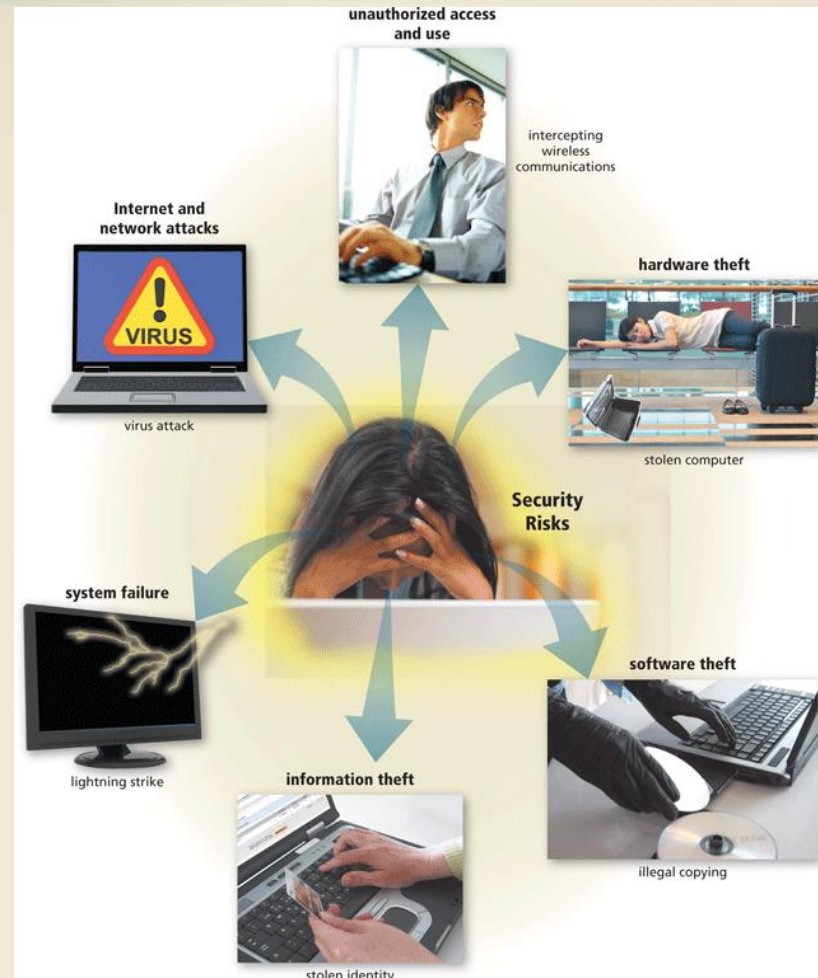 unauthorized access
and use
intercepting
wireless
communications
Internet and
network attacks
VIRUS
virus attack
hardware theft
stolen computer
Security
Risks
system failure
lightning strike
software theft
illegal copying
information theft
stolen identity